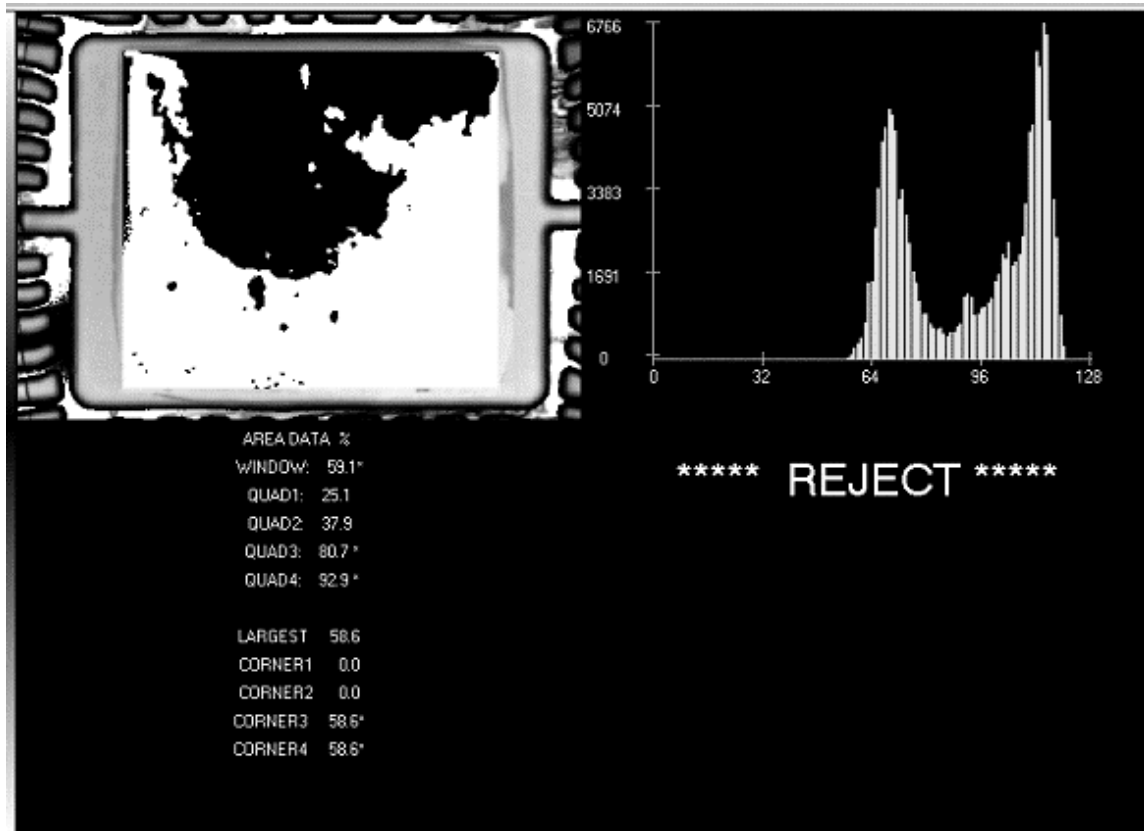 6766
5074
3383
1691
0
0 32 64 96 128
AREA DATA %
WINDOW: 59.1*
QUAD1: 25.1
QUAD2: 37.9
QUAD3: 80.7 *
QUAD4: 92.9 *
LARGEST 58.6
CORNER1 0.0
CORNER2 0.0
CORNER3 58.6*
CORNER4 58.6*
***** REJECT *****